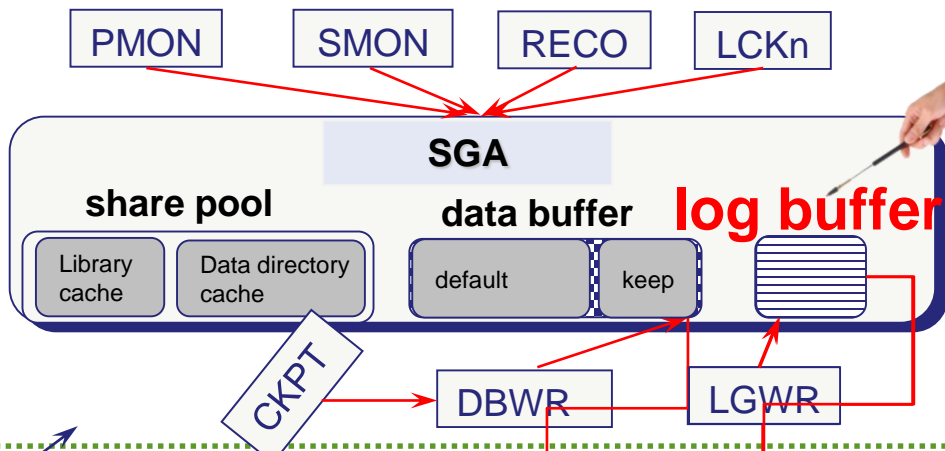 PMON
SMON
RECO
LCKn
SGA
share pool
data buffer
log buffer
Library
cache
Data directory
cache
default
keep
CKPT
DBWR
LGWR